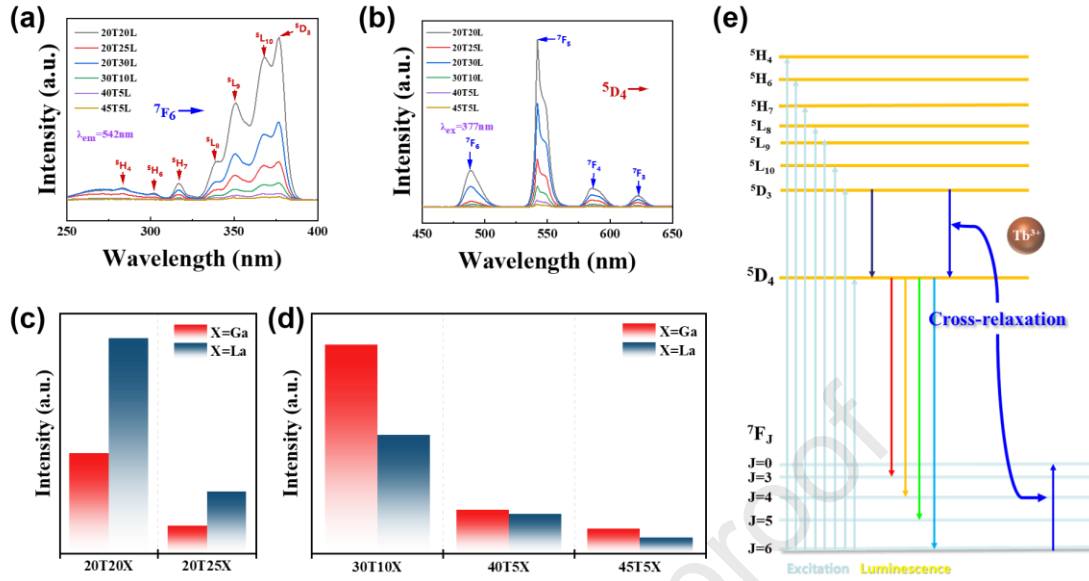 (a)
Intensity (a.u.)
20T20L
20T25L
20T30L
30T10L
40T5L
45T5L
⁷F₆
λem=542nm
⁵H₄
⁵H₆
⁵H₇
⁵L₈
⁵L₉
⁵L₁₀
⁵D₃
250 300 350 400
Wavelength (nm)
(b)
Intensity (a.u.)
20T20L
20T25L
20T30L
30T10L
40T5L
45T5L
⁵D₄
λex=377nm
⁷F₆
⁷F₅
⁷F₄
⁷F₃
450 500 550 600 650
Wavelength (nm)
(c)
Intensity (a.u.)
X=Ga
X=La
20T20X 20T25X
(d)
Intensity (a.u.)
X=Ga
X=La
30T10X 40T5X 45T5X
(e)
⁵H₄
⁵H₆
⁵H₇
⁵L₈
⁵L₉
⁵L₁₀
⁵D₃
Tb³⁺
⁵D₄
Cross-relaxation
⁷FJ
J=0
J=3
J=4
J=5
J=6
Excitation Luminescence
proof